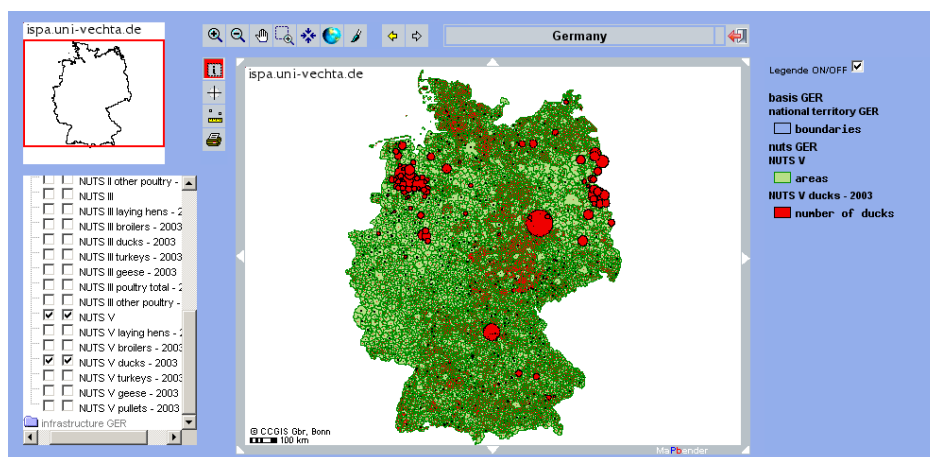 ispa.uni-vechta.de
Germany
ispa.uni-vechta.de
Legende ON/OFF
basis GER
national territory GER
boundaries
nuts GER
NUTS V
areas
NUTS V ducks - 2003
number of ducks
NUTS II other poultry -
NUTS III
NUTS III laying hens - 2
NUTS III broilers - 2003
NUTS III ducks - 2003
NUTS III turkeys - 2003
NUTS III geese - 2003
NUTS III poultry total - 2
NUTS III other poultry -
NUTS V
NUTS V laying hens - 2
NUTS V broilers - 2003
NUTS V ducks - 2003
NUTS V turkeys - 2003
NUTS V geese - 2003
NUTS V pullets - 2003
infrastructure GER
© CCGIS Gbr, Bonn
100 km
MaPbender